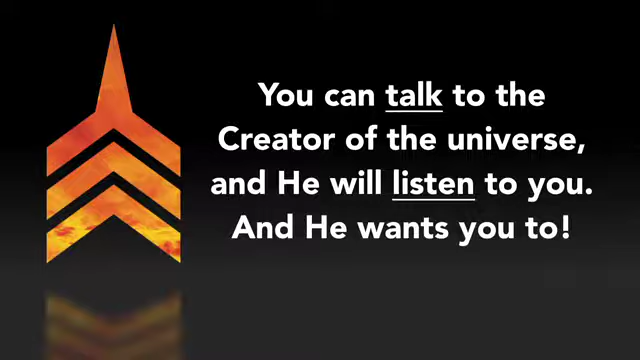 You can talk to the
Creator of the universe,
and He will listen to you.
And He wants you to!